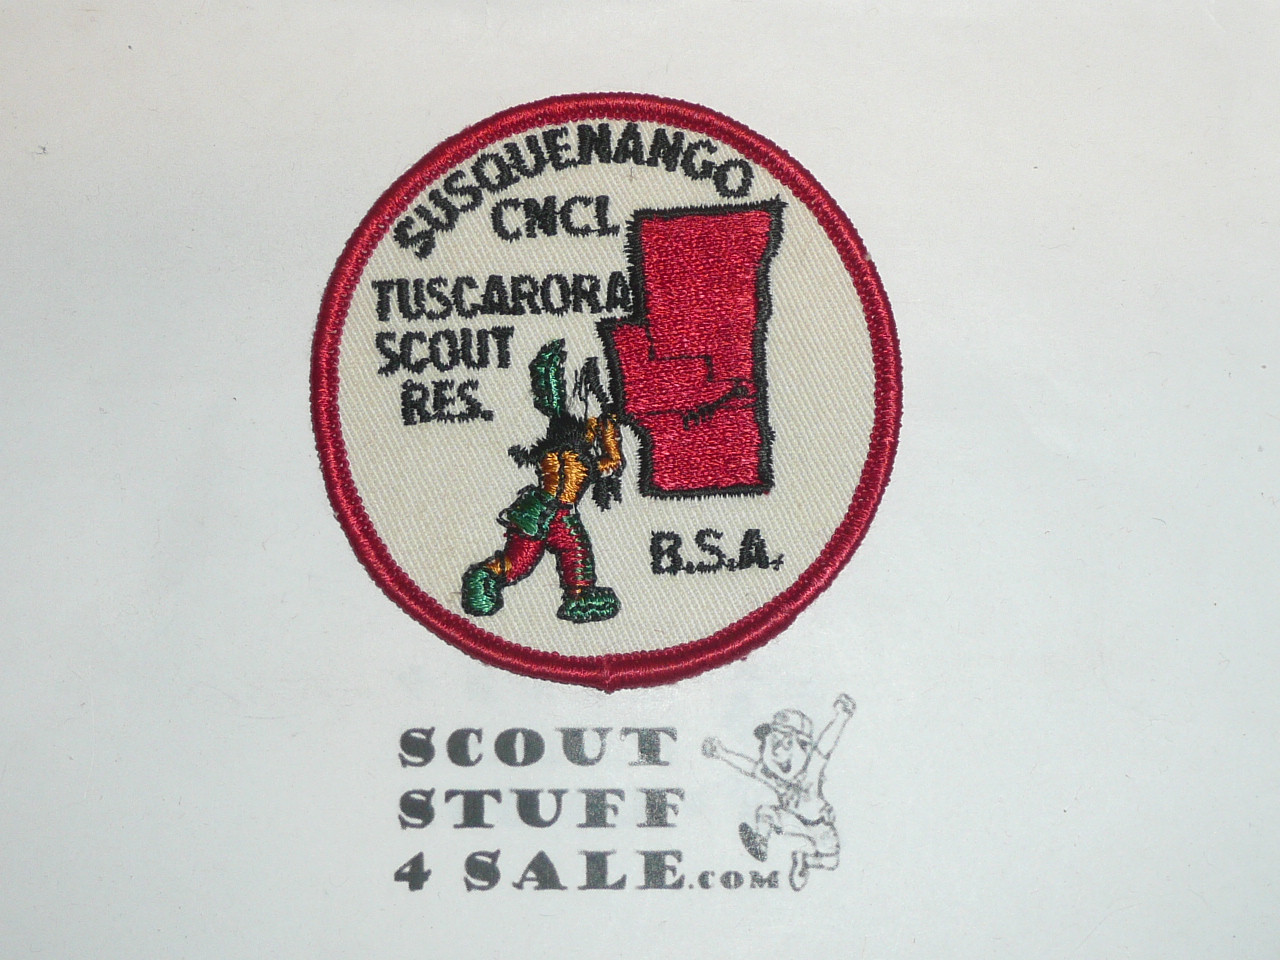 SUSQUENANGO
CNCL
TUSCARORA
SCOUT
RES.
B.S.A.
SCOUT
STUFF
4 SALE.COM